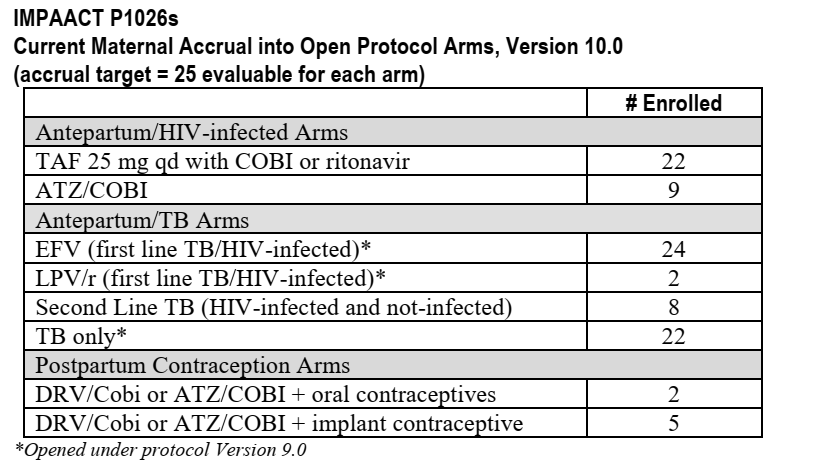 IMPAACT P1026s
Current Maternal Accrual into Open Protocol Arms, Version 10.0
(accrual target = 25 evaluable for each arm)
# Enrolled
Antepartum/HIV-infected Arms
TAF 25 mg qd with COBI or ritonavir 22
ATZ/COBI 9
Antepartum/TB Arms
EFV (first line TB/HIV-infected)* 24
LPV/r (first line TB/HIV-infected)* 2
Second Line TB (HIV-infected and not-infected) 8
TB only* 22
Postpartum Contraception Arms
DRV/Cobi or ATZ/COBI + oral contraceptives 2
DRV/Cobi or ATZ/COBI + implant contraceptive 5
*Opened under protocol Version 9.0